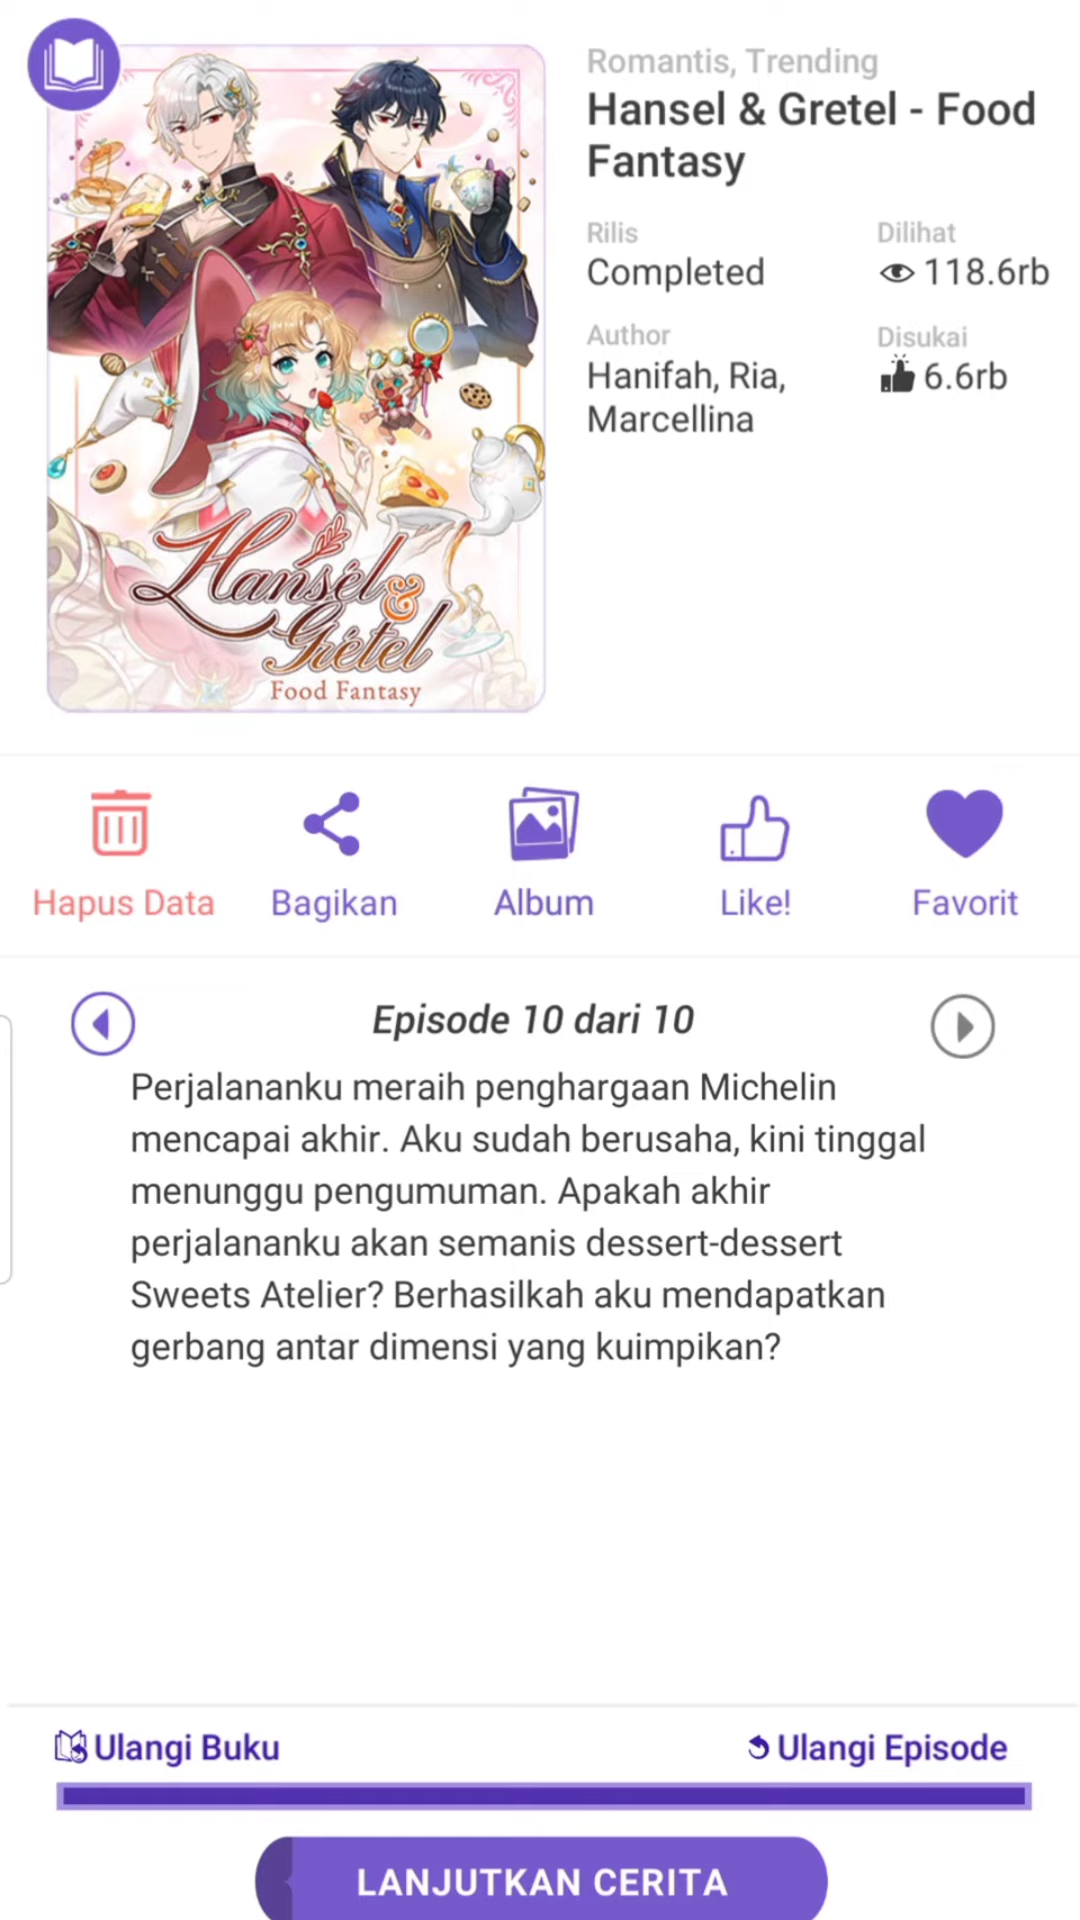 Romantis, Trending
Hansel & Gretel - Food
Fantasy
Rilis
Completed
Dilihat
118.6rb
Author
Hanifah, Ria,
Marcellina
Disukai
6.6rb
Hansel &
Gretel
Food Fantasy
Hapus Data
Bagikan
Album
Like!
Favorit
Episode 10 dari 10
Perjalananku meraih penghargaan Michelin
mencapai akhir. Aku sudah berusaha, kini tinggal
menunggu pengumuman. Apakah akhir
perjalananku akan semanis dessert-dessert
Sweets Atelier? Berhasilkah aku mendapatkan
gerbang antar dimensi yang kuimpikan?
Ulangi Buku
Ulangi Episode
LANJUTKAN CERITA